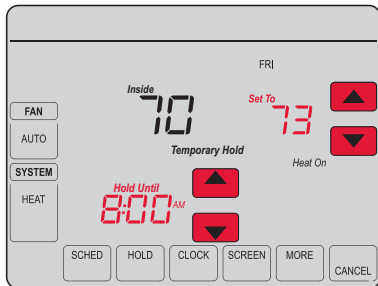 FRI
Inside
70
Set To
73
FAN
AUTO
Temporary Hold
Heat On
SYSTEM
HEAT
Hold Until
8:00 AM
SCHED HOLD CLOCK SCREEN MORE CANCEL